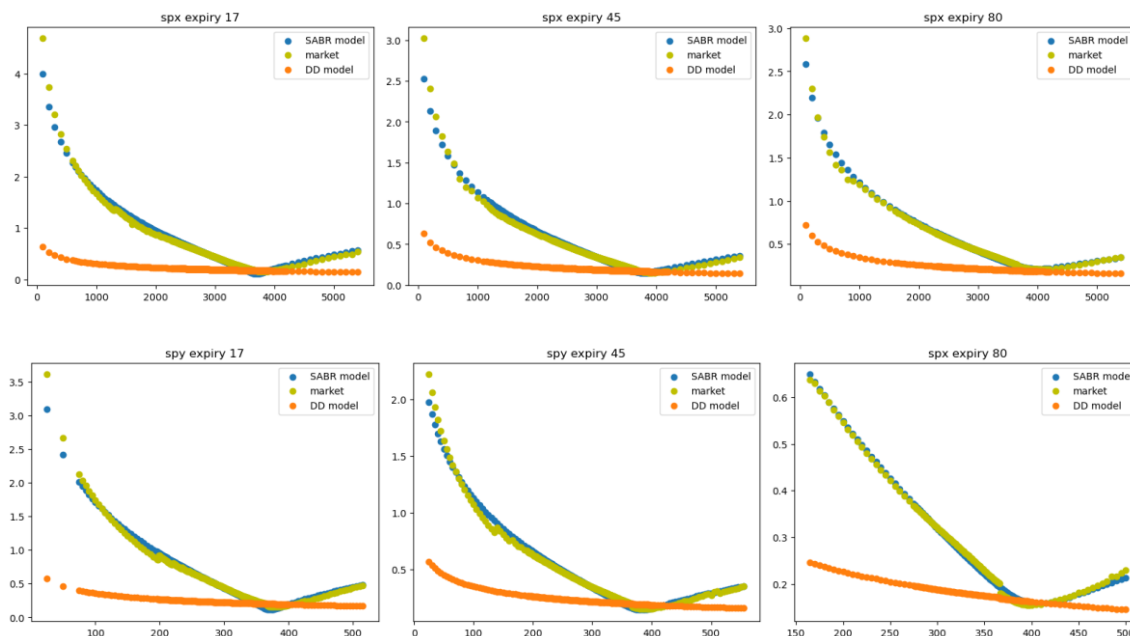 spx expiry 17
SABR model
market
DD model
4
3
2
1
0
0 1000 2000 3000 4000 5000
spx expiry 45
SABR model
market
DD model
3.0
2.5
2.0
1.5
1.0
0.5
0.0
0 1000 2000 3000 4000 5000
spx expiry 80
SABR model
market
DD model
3.0
2.5
2.0
1.5
1.0
0.5
0 1000 2000 3000 4000 5000
spy expiry 17
SABR model
market
DD model
3.5
3.0
2.5
2.0
1.5
1.0
0.5
0.0
100 200 300 400 500
spy expiry 45
SABR model
market
DD model
2.0
1.5
1.0
0.5
100 200 300 400 500
spx expiry 80
SABR model
market
DD model
0.6
0.5
0.4
0.3
0.2
150 200 250 300 350 400 450 500